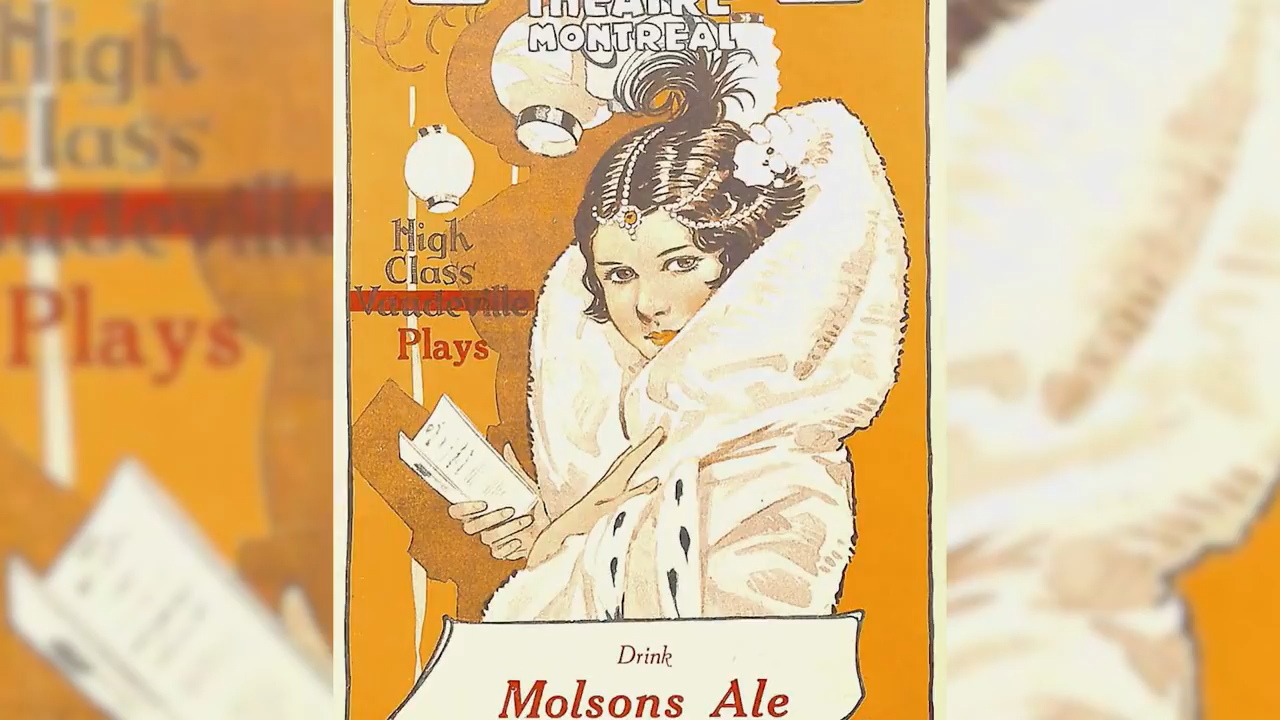 THEATRE
MONTREAL
High
Class
Vaudeville
Plays
Drink
Molsons Ale